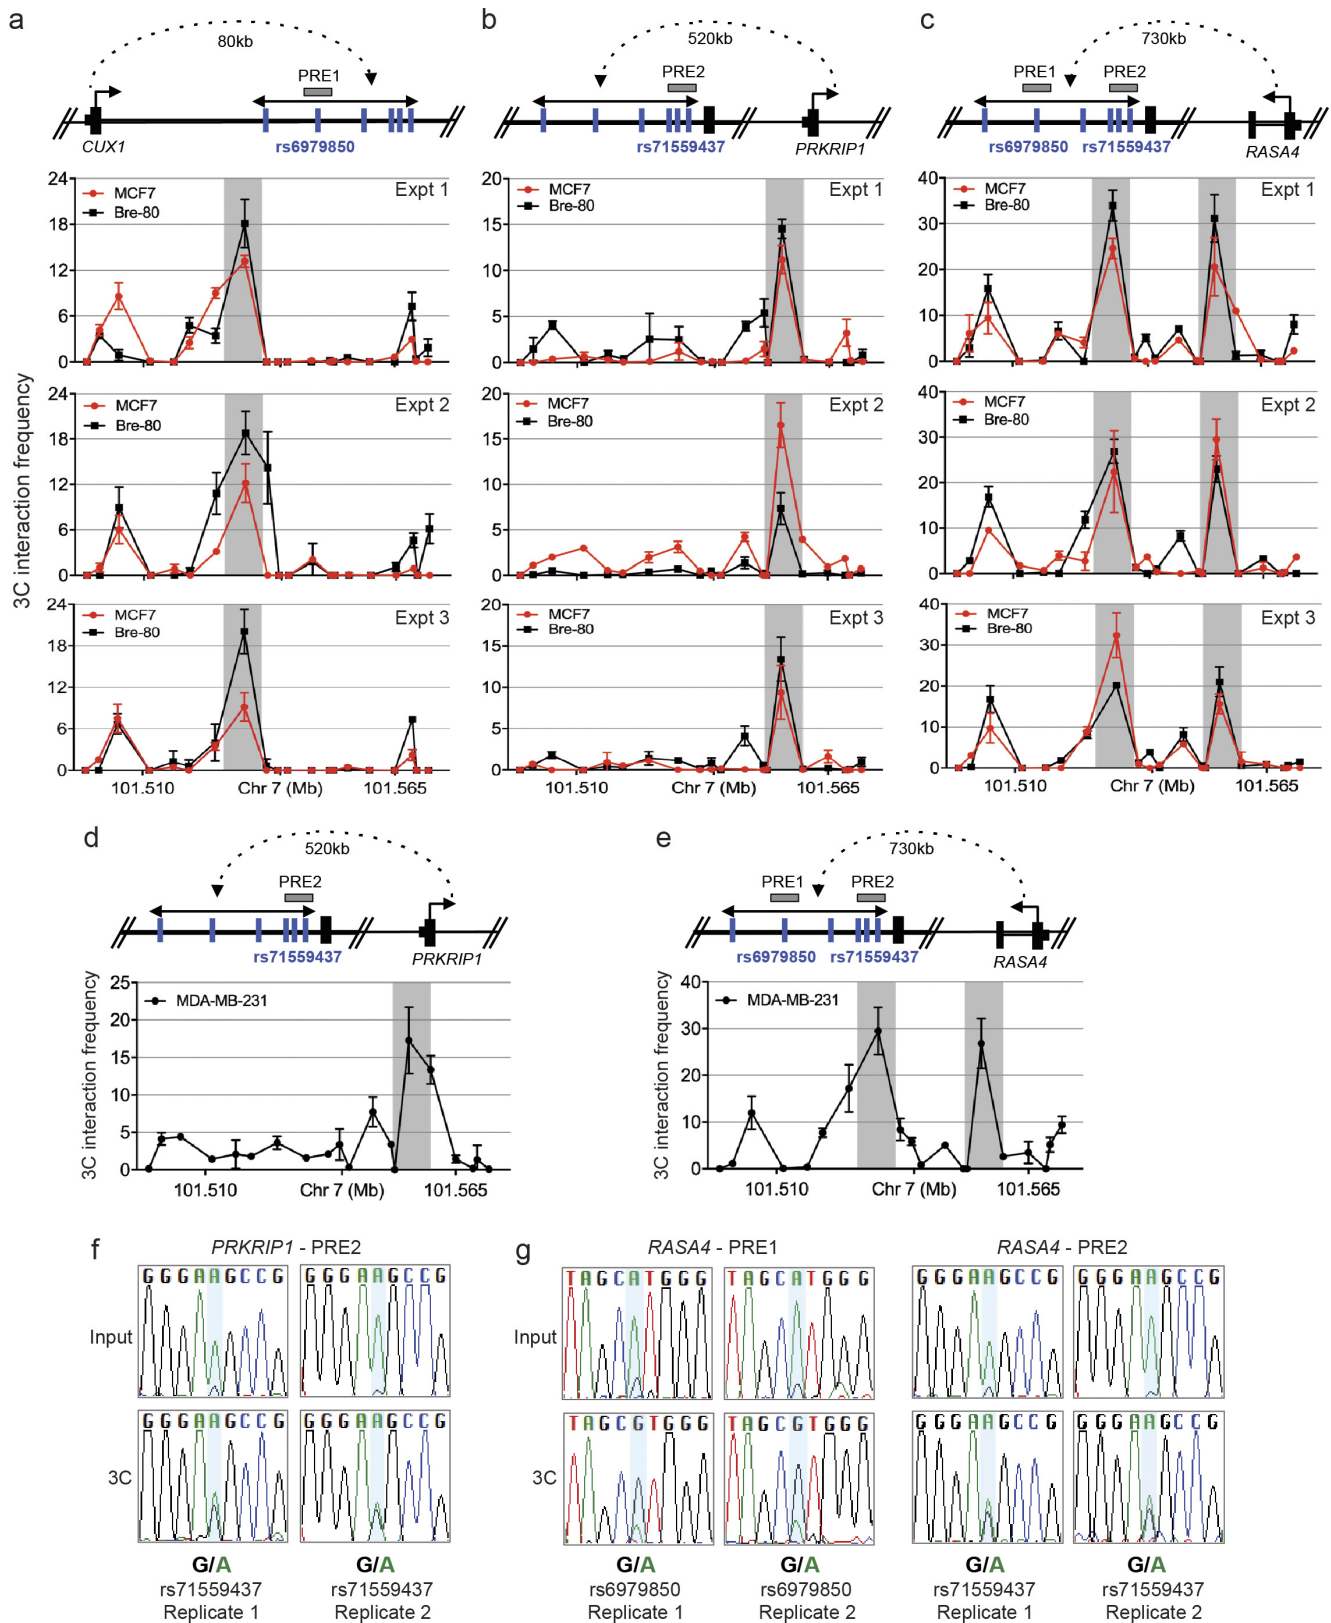 a
80kb
PRE1
CUX1
rs6979850
b
520kb
PRE2
rs71559437
PRKRIP1
c
730kb
PRE1
PRE2
rs6979850
rs71559437
RASA4
3C interaction frequency
24
18
12
6
0
MCF7
Bre-80
Expt 1
20
15
10
5
0
MCF7
Bre-80
Expt 1
40
30
20
10
0
MCF7
Bre-80
Expt 1
24
18
12
6
0
MCF7
Bre-80
Expt 2
20
15
10
5
0
MCF7
Bre-80
Expt 2
40
30
20
10
0
MCF7
Bre-80
Expt 2
24
18
12
6
0
MCF7
Bre-80
Expt 3
101.510
Chr 7 (Mb)
101.565
20
15
10
5
0
MCF7
Bre-80
Expt 3
101.510
Chr 7 (Mb)
101.565
40
30
20
10
0
MCF7
Bre-80
Expt 3
101.510
Chr 7 (Mb)
101.565
d
520kb
PRE2
rs71559437
PRKRIP1
3C interaction frequency
25
20
15
10
5
0
MDA-MB-231
101.510
Chr 7 (Mb)
101.565
e
730kb
PRE1
PRE2
rs6979850
rs71559437
RASA4
3C interaction frequency
40
30
20
10
0
MDA-MB-231
101.510
Chr 7 (Mb)
101.565
f
PRKRIP1 - PRE2
Input
GGGAAGCCG
GGGAAGCCG
3C
GGGAAGCCG
GGGAAGCCG
G/A
rs71559437
Replicate 1
G/A
rs71559437
Replicate 2
g
RASA4 - PRE1
RASA4 - PRE2
Input
TAGCATGGG
TAGCATGGG
GGGAAGCCG
GGGAAGCCG
3C
TAGCGTGGG
TAGCGTGGG
GGGAAGCCG
GGGAAGCCG
G/A
rs6979850
Replicate 1
G/A
rs6979850
Replicate 2
G/A
rs71559437
Replicate 1
G/A
rs71559437
Replicate 2